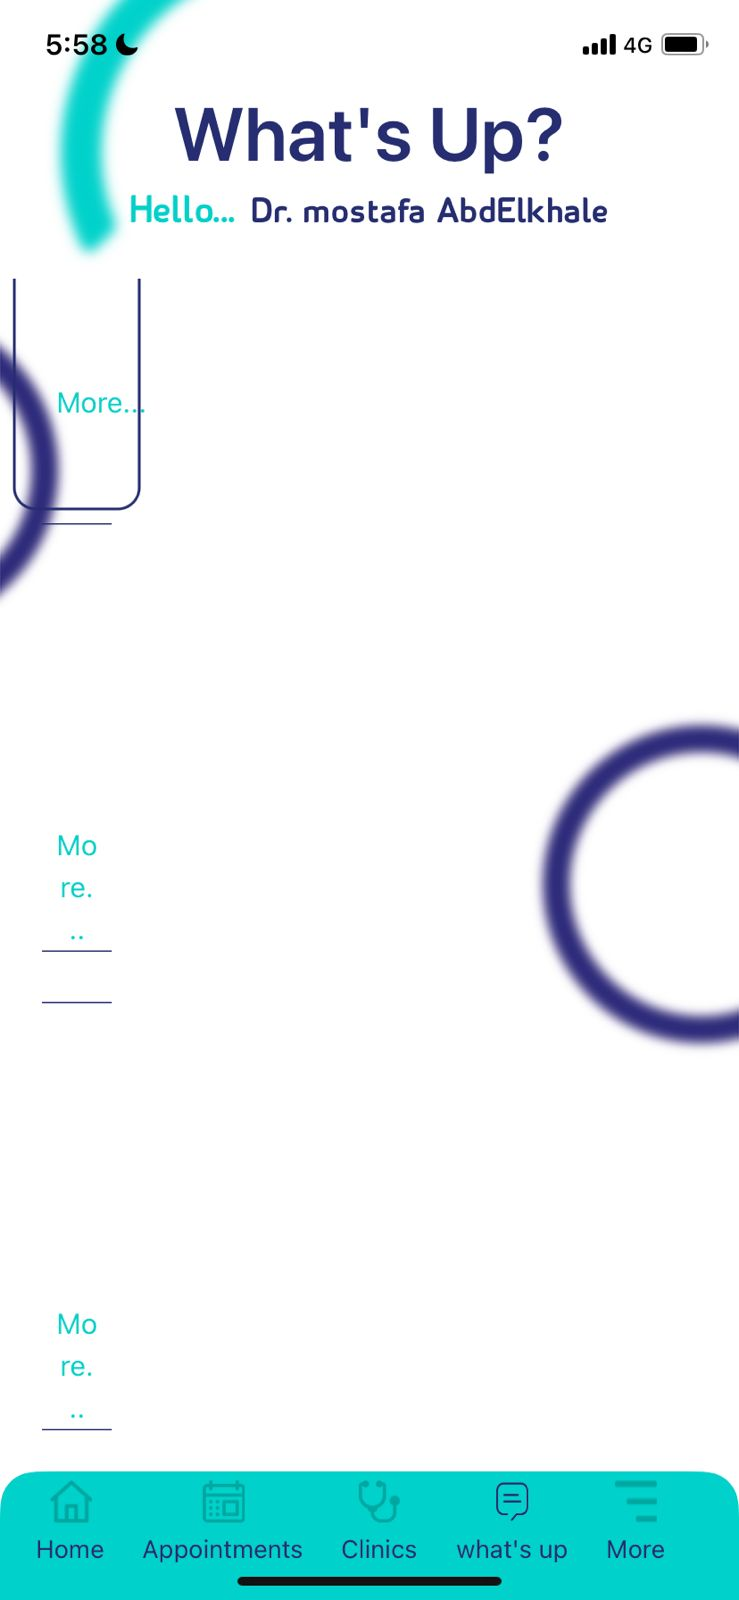 5:58
4G
What's Up?
Hello... Dr. mostafa AbdElkhale
More...
Mo
re.
..
Mo
re.
..
Home Appointments Clinics what's up More